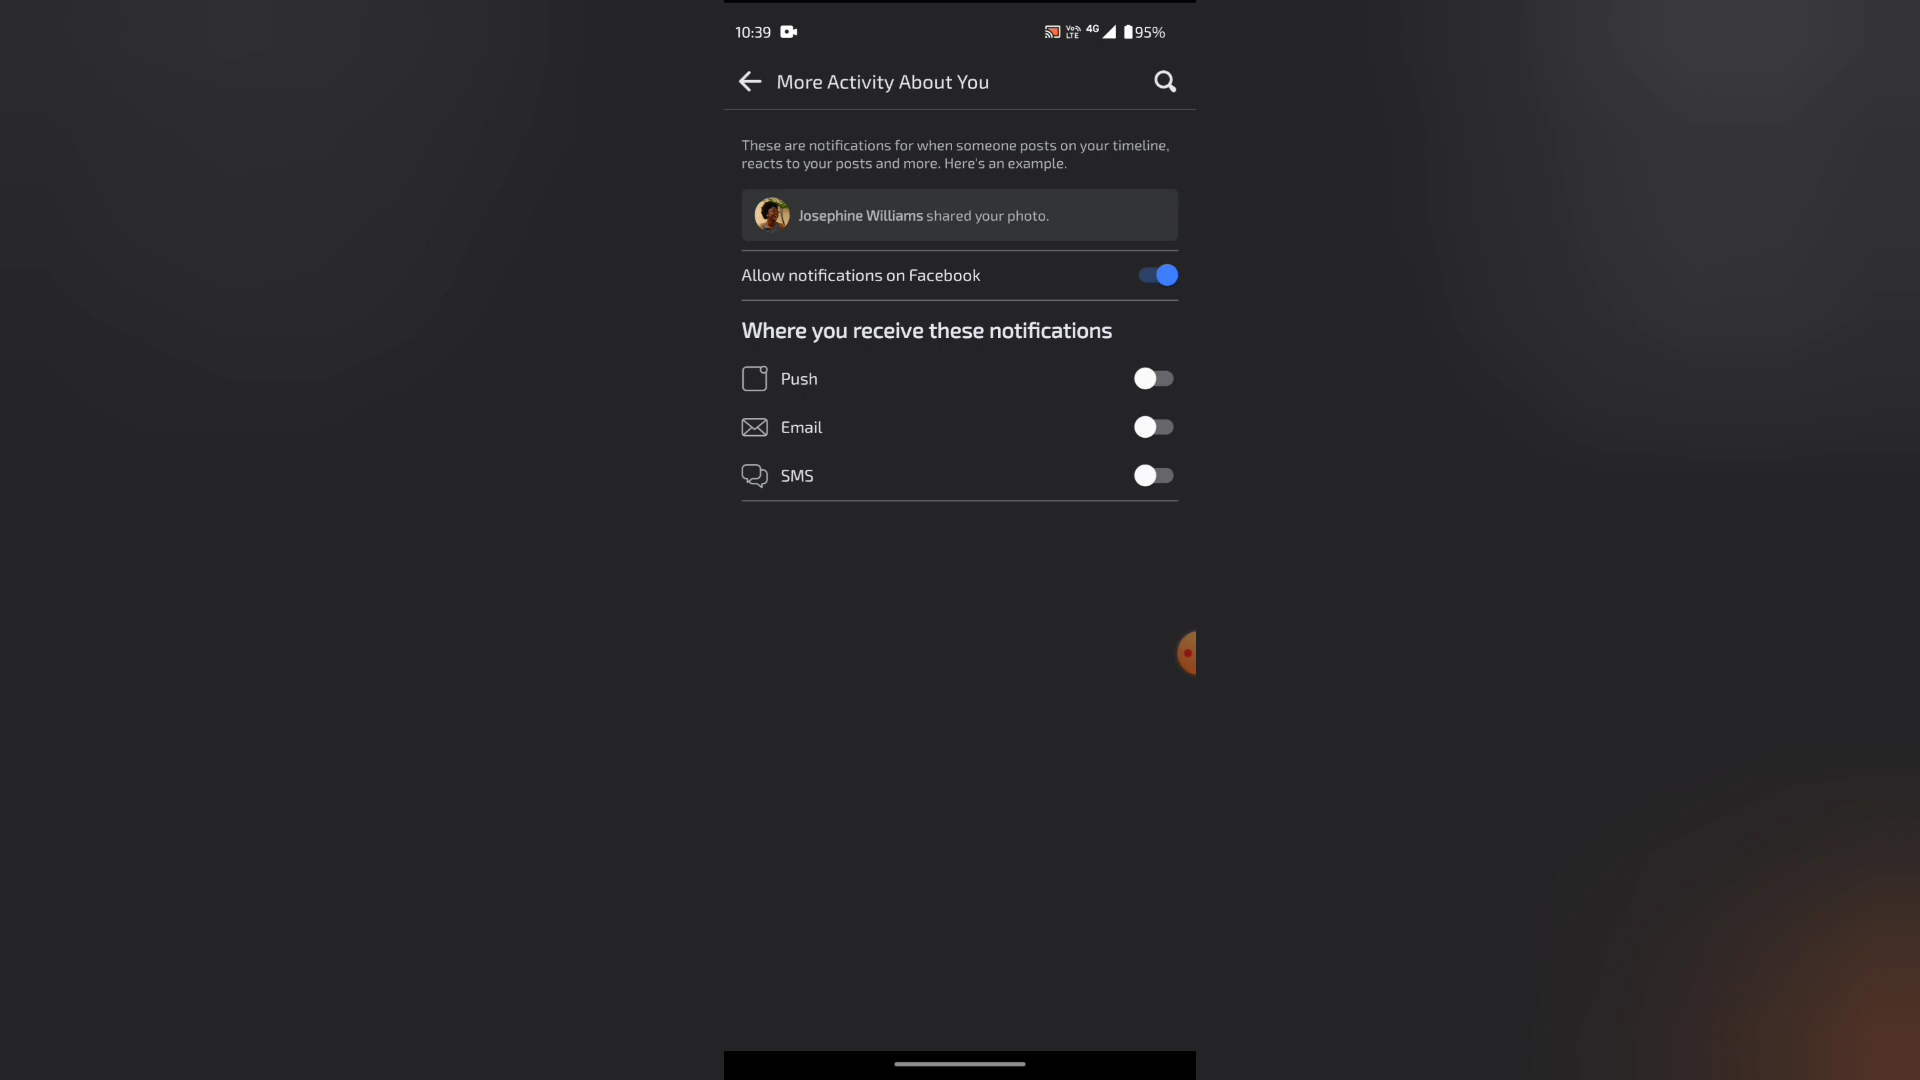 10:39 Vo LTE 4G 95%
More Activity About You
These are notifications for when someone posts on your timeline,
reacts to your posts and more. Here's an example.
Josephine Williams shared your photo.
Allow notifications on Facebook
Where you receive these notifications
Push
Email
SMS